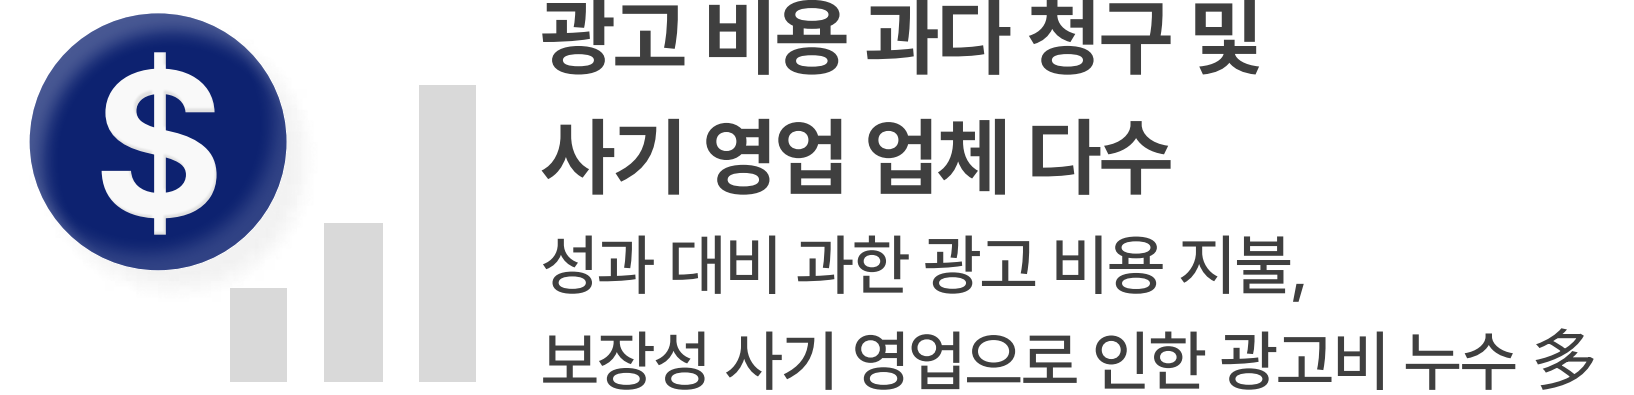 $
광고 비용 과다 청구 및
사기 영업 업체 다수
성과 대비 과한 광고 비용 지불,
보장성 사기 영업으로 인한 광고비 누수 多